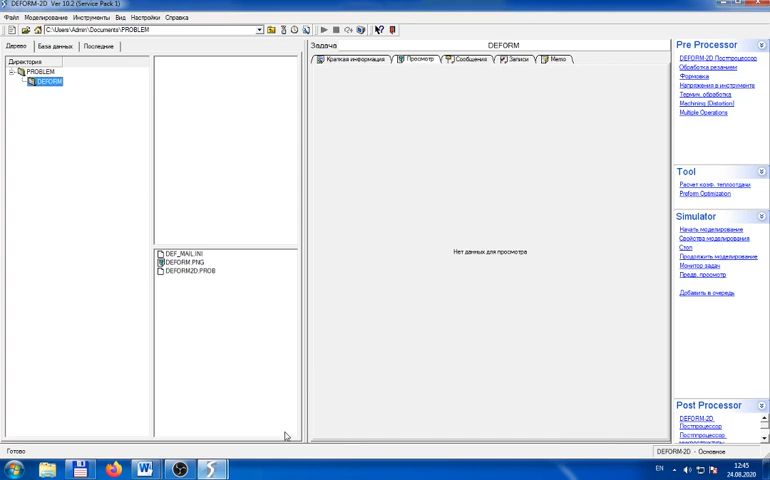 DEFORM-2D Ver 10.2 (Service Pack 1)
Файл Моделирование Инструменты Вид Настройки Справка
C:\Users\Admin\Documents\PROBLEM
Дерево База данных Последние
Задача DEFORM
Краткая информация Просмотр Сообщения Записи Memo
Директория
PROBLEM
DEFORM
DEF_MAIL.INI
DEFORM.PNG
DEFORM2D.PROB
Нет данных для просмотра
Pre Processor
DEFORM-2D Постпроцессор
Обработка резанием
Формовка
Напряжения в инструменте
Термич. обработка
Machining [Distortion]
Multiple Operations
Tool
Расчет коэф. теплоотдачи
Preform Optimization
Simulator
Начать моделирование
Свойства моделирования
Стоп
Продолжить моделирование
Монитор задач
Предв. просмотр
Добавить в очередь
Post Processor
DEFORM-2D
Постпроцессор
Постппроцессор
микроструктуры
Готово
DEFORM-2D - Основное
EN
12:45
24.08.2020